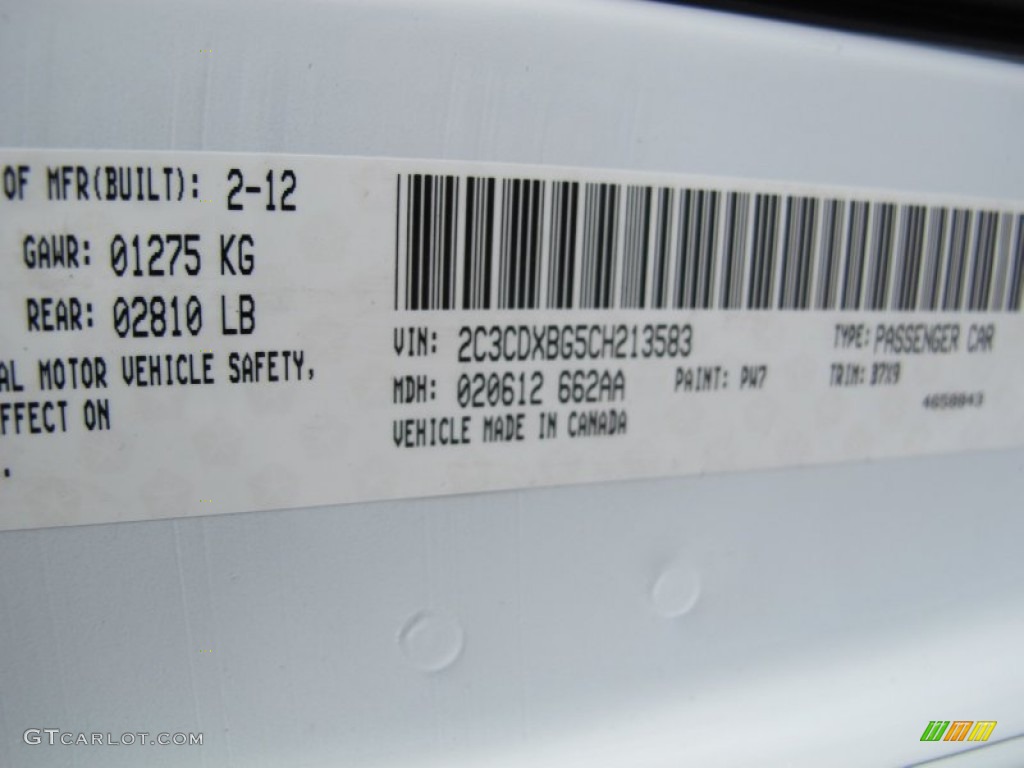 OF MFR(BUILT): 2-12
GAWR: 01275 KG
REAR: 02810 LB
AL MOTOR VEHICLE SAFETY,
FFECT ON
.
VIN: 2C3CDXBG5CH213583 TYPE: PASSENGER CAR
MDH: 020612 662AA PAINT: PW7 TRIM: B7X9
4658043
VEHICLE MADE IN CANADA
GTCARLOT.COM